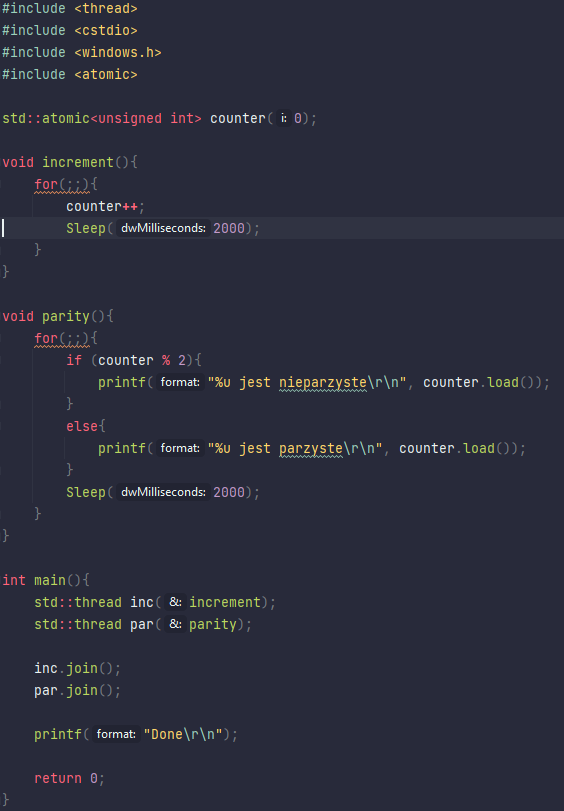 #include <thread>
#include <cstdio>
#include <windows.h>
#include <atomic>
std::atomic<unsigned int> counter( i: 0);
void increment(){
for(;;){
counter++;
Sleep( dwMilliseconds: 2000);
}
}
void parity(){
for(;;){
if (counter % 2){
printf( format: "%u jest nieparzyste\r\n", counter.load());
}
else{
printf( format: "%u jest parzyste\r\n", counter.load());
}
Sleep( dwMilliseconds: 2000);
}
}
int main(){
std::thread inc( &: increment);
std::thread par( &: parity);
inc.join();
par.join();
printf( format: "Done\r\n");
return 0;
}